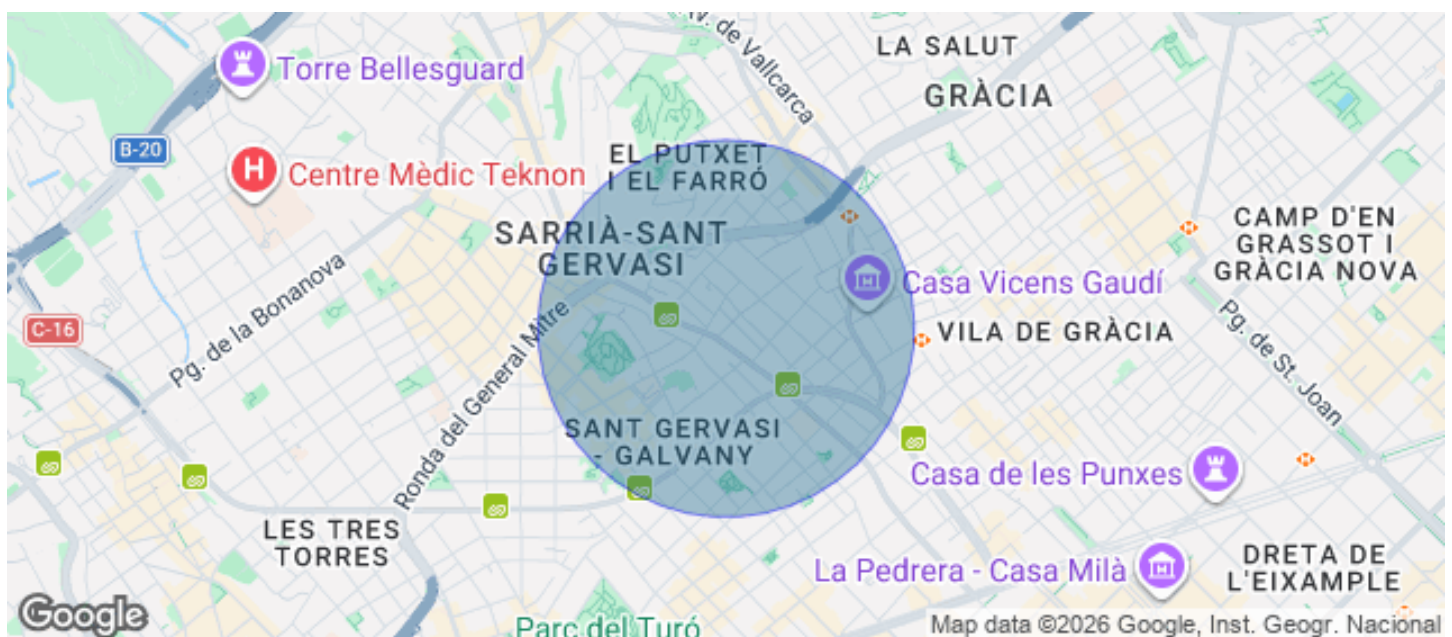 Av. de Vallcarca
LA SALUT
GRÀCIA
Torre Bellesguard
B-20
EL PUTXET
I EL FARRÓ
H
Centre Mèdic Teknon
SARRIÀ-SANT
GERVASI
CAMP D'EN
GRASSOT I
GRÀCIA NOVA
Casa Vicens Gaudí
C-16
Pg. de la Bonanova
VILA DE GRÀCIA
Pg. de St. Joan
Ronda del General Mitre
SANT GERVASI
- GALVANY
Casa de les Punxes
LES TRES
TORRES
La Pedrera - Casa Milà
DRETA DE
L'EIXAMPLE
Google
Parc del Turó
Map data ©2026 Google, Inst. Geogr. Nacional